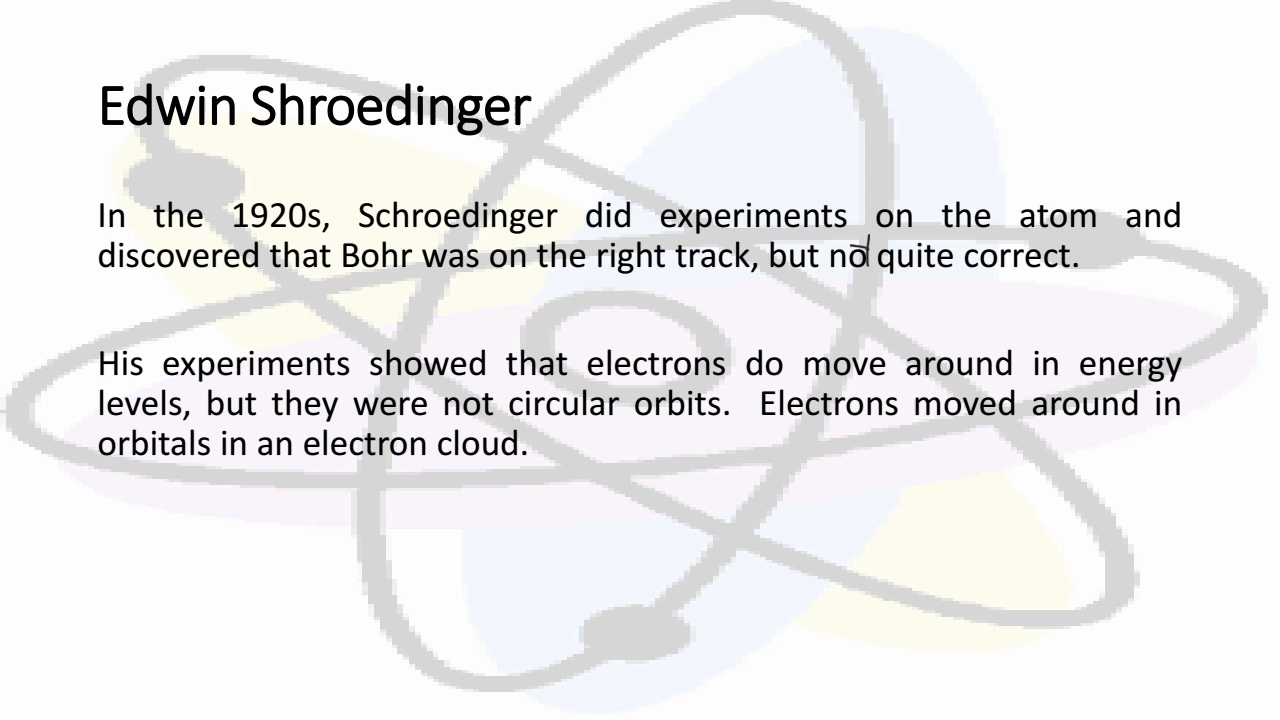 Edwin Shroedinger
In the 1920s, Schroedinger did experiments on the atom and
discovered that Bohr was on the right track, but no quite correct.
His experiments showed that electrons do move around in energy
levels, but they were not circular orbits. Electrons moved around in
orbitals in an electron cloud.